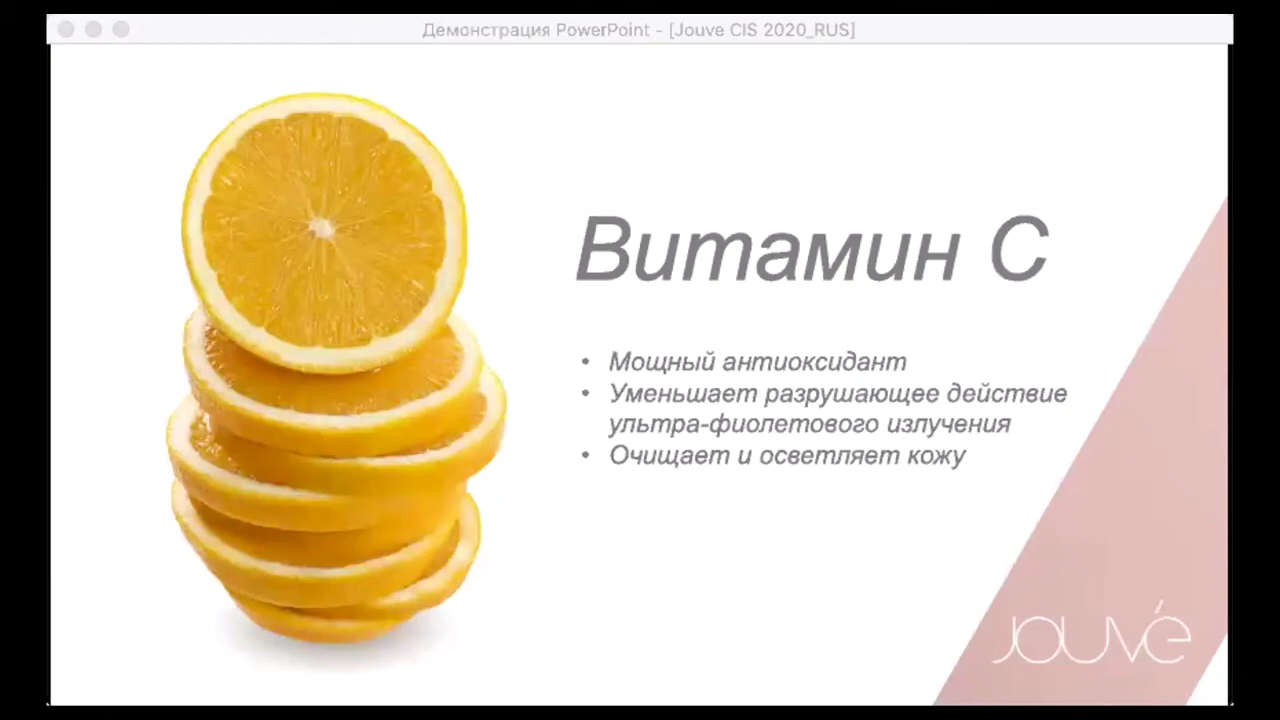 Демонстрация PowerPoint - [Jouve CIS 2020_RUS]
Витамин С
• Мощный антиоксидант
• Уменьшает разрушающее действие
ультра-фиолетового излучения
• Очищает и осветляет кожу
Jouvé